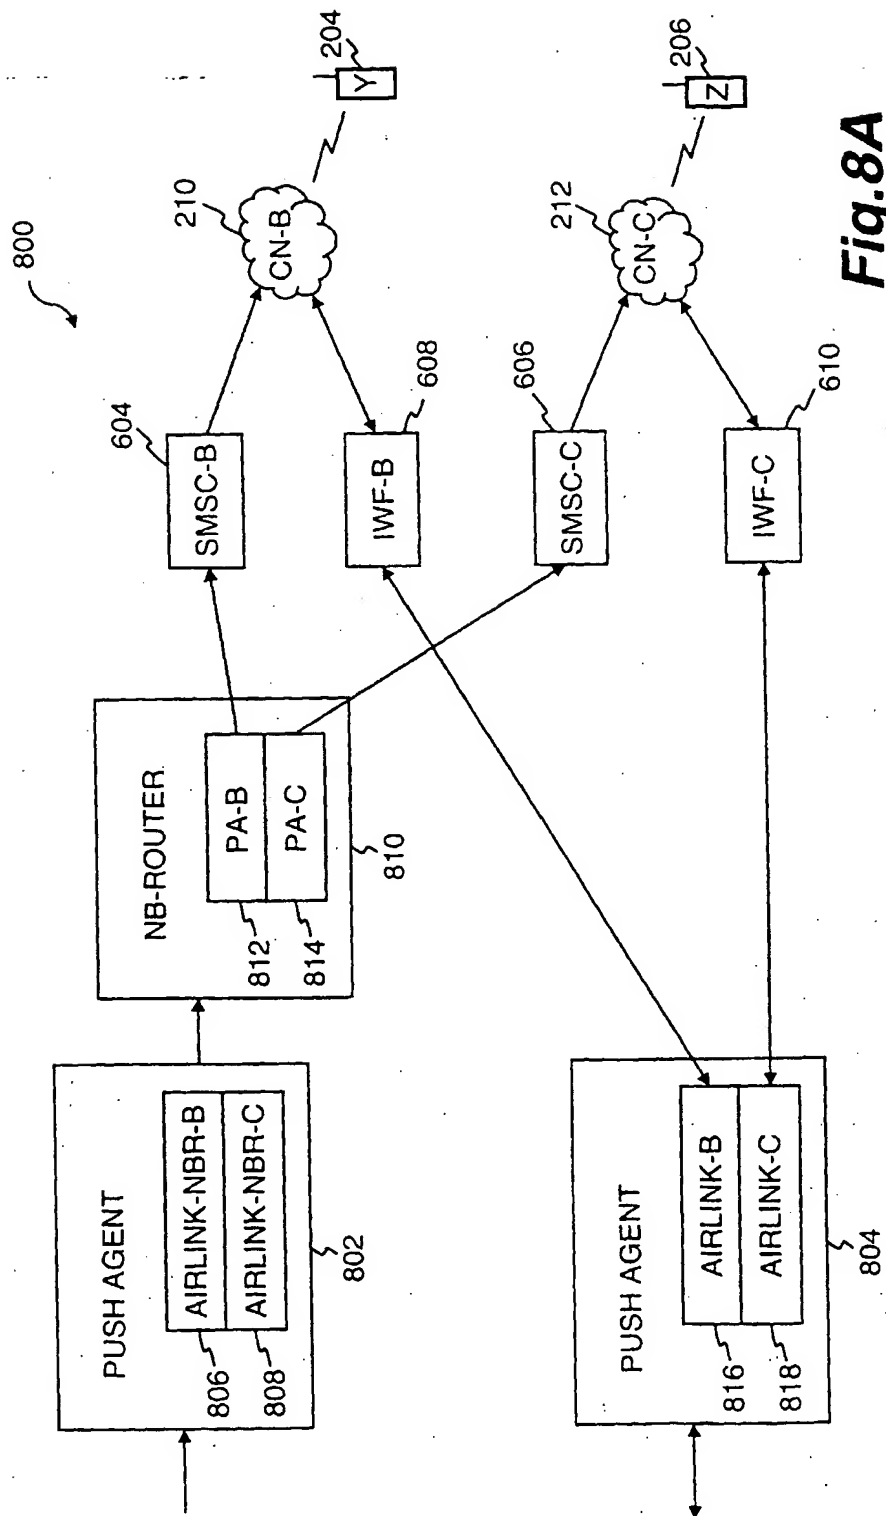 800
PUSH AGENT
AIRLINK-NBR-B
AIRLINK-NBR-C
806
808
802
NB-ROUTER
PA-B
PA-C
812
814
810
SMSC-B
604
IWF-B
608
CN-B
210
Y
204
PUSH AGENT
AIRLINK-B
AIRLINK-C
816
818
804
SMSC-C
606
IWF-C
610
CN-C
212
Z
206
Fig.8A